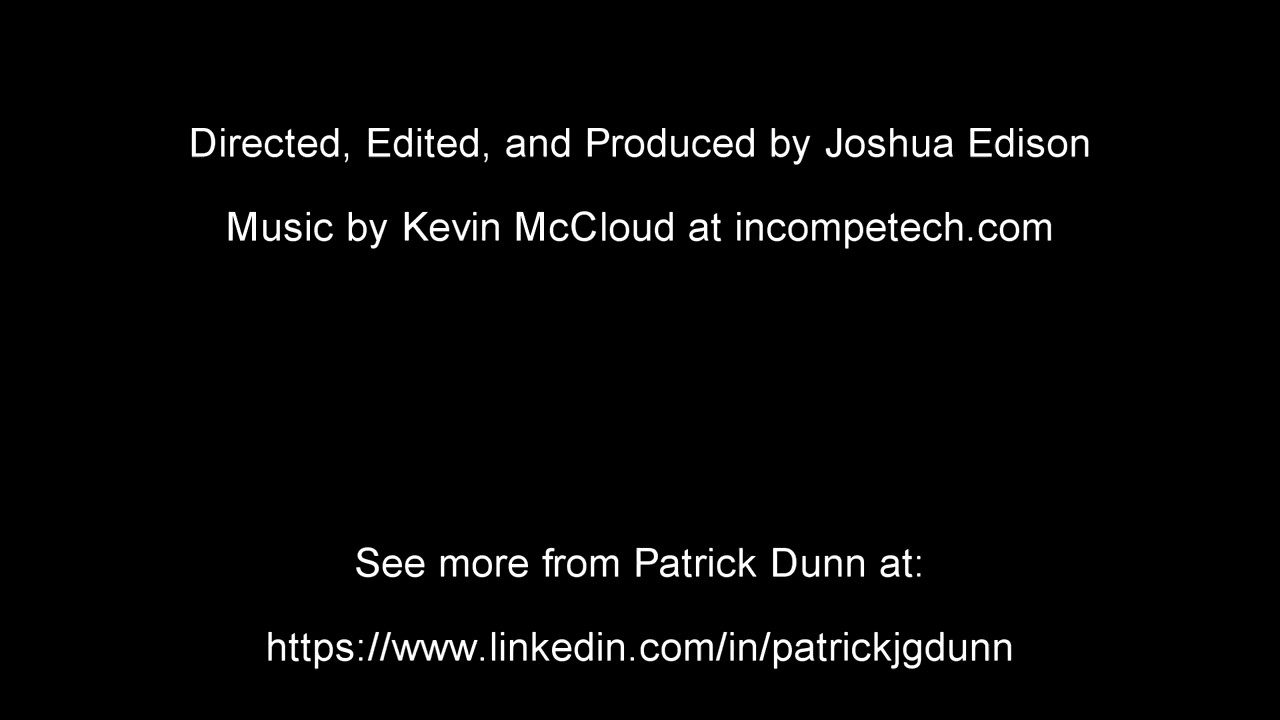 Directed, Edited, and Produced by Joshua Edison
Music by Kevin McCloud at incompetech.com
See more from Patrick Dunn at:
https://www.linkedin.com/in/patrickjgdunn